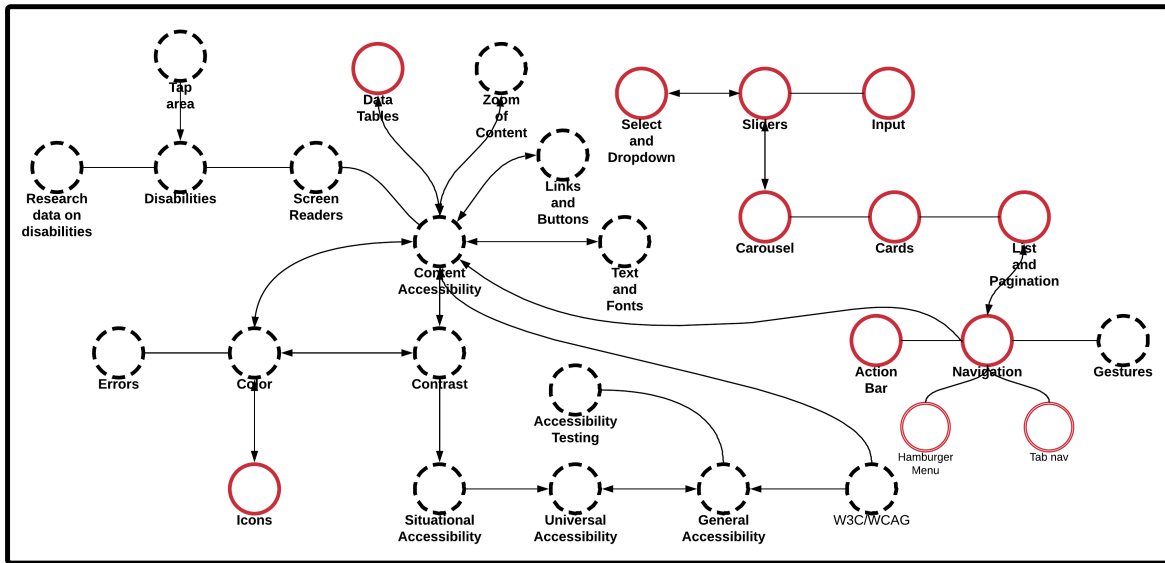 Tap
area
Data
Tables
Zoom
of
Content
Select
and
Dropdown
Sliders
Input
Research
data on
disabilities
Disabilities
Screen
Readers
Links
and
Buttons
Carousel
Cards
List
and
Pagination
Content
Accessibility
Text
and
Fonts
Errors
Color
Contrast
Action
Bar
Navigation
Gestures
Accessibility
Testing
Hamburger
Menu
Tab nav
Icons
Situational
Accessibility
Universal
Accessibility
General
Accessibility
W3C/WCAG